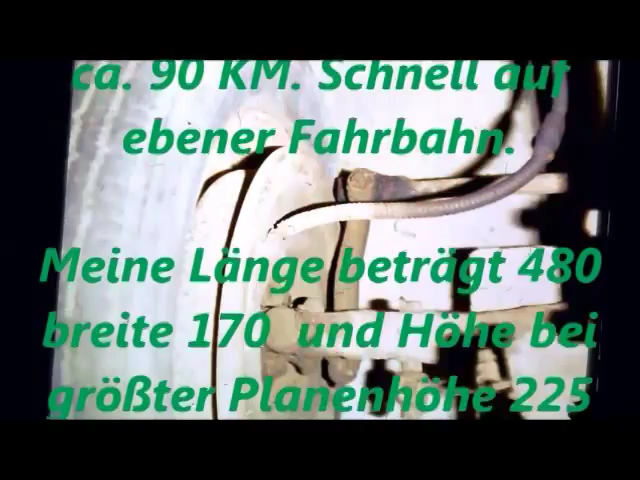 ca. 90 KM. Schnell auf
ebener Fahrbahn.
Meine Länge beträgt 480
breite 170 und Höhe bei
größter Planenhöhe 225